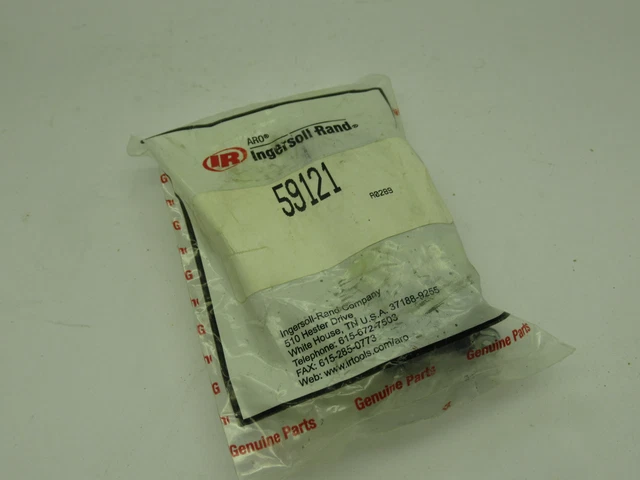 ARO®
IR Ingersoll-Rand®
59121 A0289
Ingersoll-Rand Company
510 Hester Drive
White House, TN U.S.A. 37188-9255
Telephone: 615-672-7503
FAX: 615-285-0773
Web: www.irtools.com/aro
Genuine Parts Genuine Parts Genuine Parts